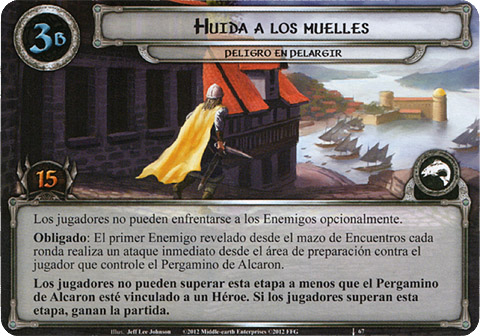 3B
Huida a los muelles
Peligro en Pelargir
15
Los jugadores no pueden enfrentarse a los Enemigos opcionalmente.
Obligado: El primer Enemigo revelado desde el mazo de Encuentros cada
ronda realiza un ataque inmediato desde el área de preparación contra el
jugador que controle el Pergamino de Alcaron.
Los jugadores no pueden superar esta etapa a menos que el Pergamino
de Alcaron esté vinculado a un Héroe. Si los jugadores superan esta
etapa, ganan la partida.
Illus. Jeff Lee Johnson ©2012 Middle-earth Enterprises ©2012 FFG 67